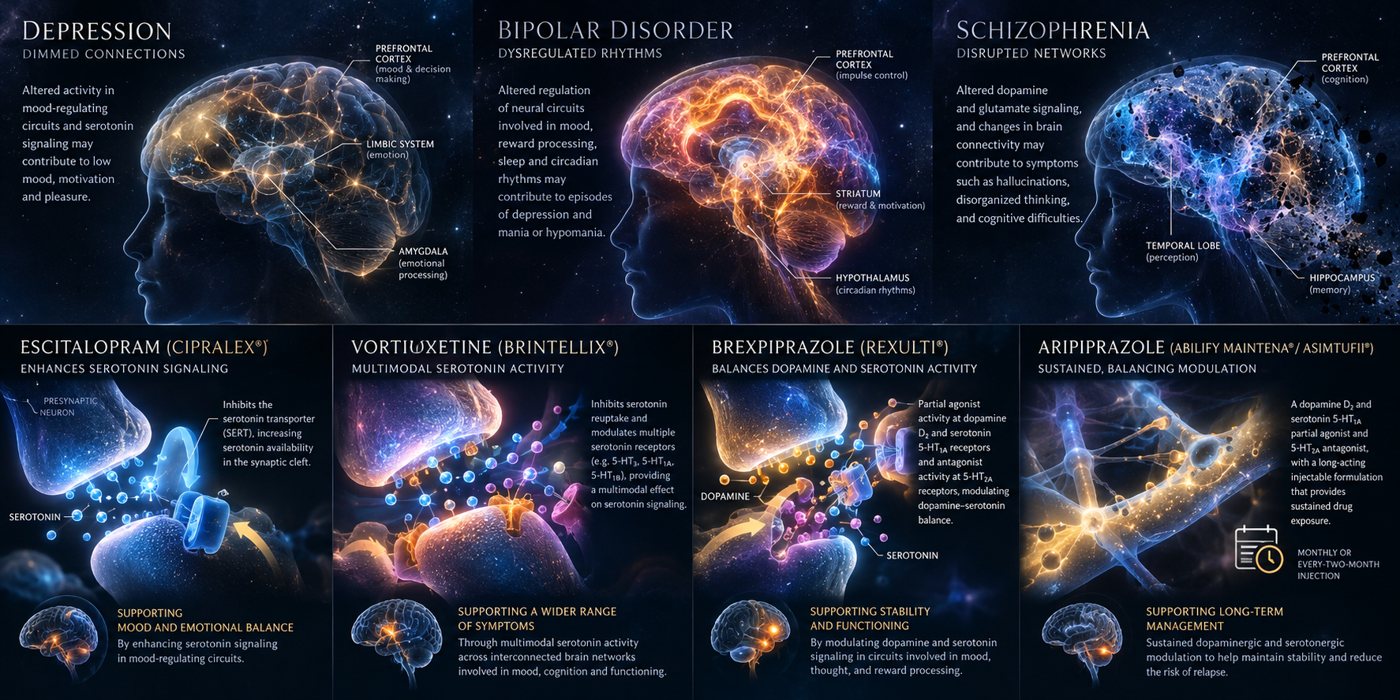 DEPRESSION
DIMMED CONNECTIONS
Altered activity in
mood-regulating
circuits and serotonin
signaling may
contribute to low
mood, motivation
and pleasure.
PREFRONTAL
CORTEX
(mood & decision
making)
LIMBIC SYSTEM
(emotion)
AMYGDALA
(emotional
processing)
BIPOLAR DISORDER
DYSREGULATED RHYTHMS
Altered regulation
of neural circuits
involved in mood,
reward processing,
sleep and circadian
rhythms may
contribute to episodes
of depression and
mania or hypomania.
PREFRONTAL
CORTEX
(impulse control)
STRIATUM
(reward & motivation)
HYPOTHALAMUS
(circadian rhythms)
SCHIZOPHRENIA
DISRUPTED NETWORKS
Altered dopamine
and glutamate signaling,
and changes in brain
connectivity may
contribute to symptoms
such as hallucinations,
disorganized thinking,
and cognitive difficulties.
PREFRONTAL
CORTEX
(cognition)
TEMPORAL LOBE
(perception)
HIPPOCAMPUS
(memory)
ESCITALOPRAM (CIPRALEX®)
ENHANCES SEROTONIN SIGNALING
PRESYNAPTIC
NEURON
Inhibits the
serotonin transporter
(SERT), increasing
serotonin availability
in the synaptic cleft.
SEROTONIN
SUPPORTING
MOOD AND EMOTIONAL BALANCE
By enhancing serotonin signaling
in mood-regulating circuits.
VORTIWXETINE (BRINTELLIX®)
MULTIMODAL SEROTONIN ACTIVITY
Inhibits serotonin
reuptake and
modulates multiple
serotonin receptors
(e.g. 5-HT₃, 5-HT₁A,
5-HT₁B), providing
a multimodal effect
on serotonin signaling.
SUPPORTING A WIDER RANGE
OF SYMPTOMS
Through multimodal serotonin activity
across interconnected brain networks
involved in mood, cognition and functioning.
BREXPIPRAZOLE (REXULTI®)
BALANCES DOPAMINE AND SEROTONIN ACTIVITY
Partial agonist
activity at dopamine
D₂ and serotonin
5-HT₁A receptors
and antagonist
activity at 5-HT₂A
receptors, modulating
dopamine–serotonin
balance.
DOPAMINE
SEROTONIN
SUPPORTING STABILITY
AND FUNCTIONING
By modulating dopamine and serotonin
signaling in circuits involved in mood,
thought, and reward processing.
ARIPIPRAZOLE (ABILIFY MAINTENA®/ ASIMTUFII®)
SUSTAINED, BALANCING MODULATION
A dopamine D₂ and
serotonin 5-HT₁A
partial agonist and
5-HT₂A antagonist,
with a long-acting
injectable formulation
that provides
sustained drug
exposure.
MONTHLY OR
EVERY-TWO-MONTH
INJECTION
SUPPORTING LONG-TERM
MANAGEMENT
Sustained dopaminergic and serotonergic
modulation to help maintain stability and reduce
the risk of relapse.